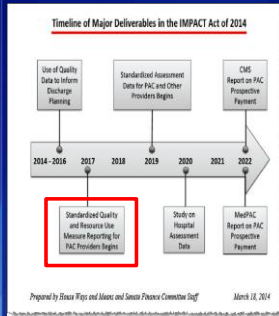 Timeline of Major Deliverables in the IMPACT Act of 2014
Use of Quality
Data to Inform
Discharge
Planning
Standardized Assessment
Data for PAC and Other
Providers Begins
CMS
Report on PAC
Prospective
Payment
2014 - 2016 2017 2018 2019 2020 2021 2022
Standardized Quality
and Resource Use
Measure Reporting for
PAC Providers Begins
Study on
Hospital
Assessment
Data
MedPAC
Report on PAC
Prospective
Payment
Prepared by House Ways and Means and Senate Finance Committee Staff March 18, 2014